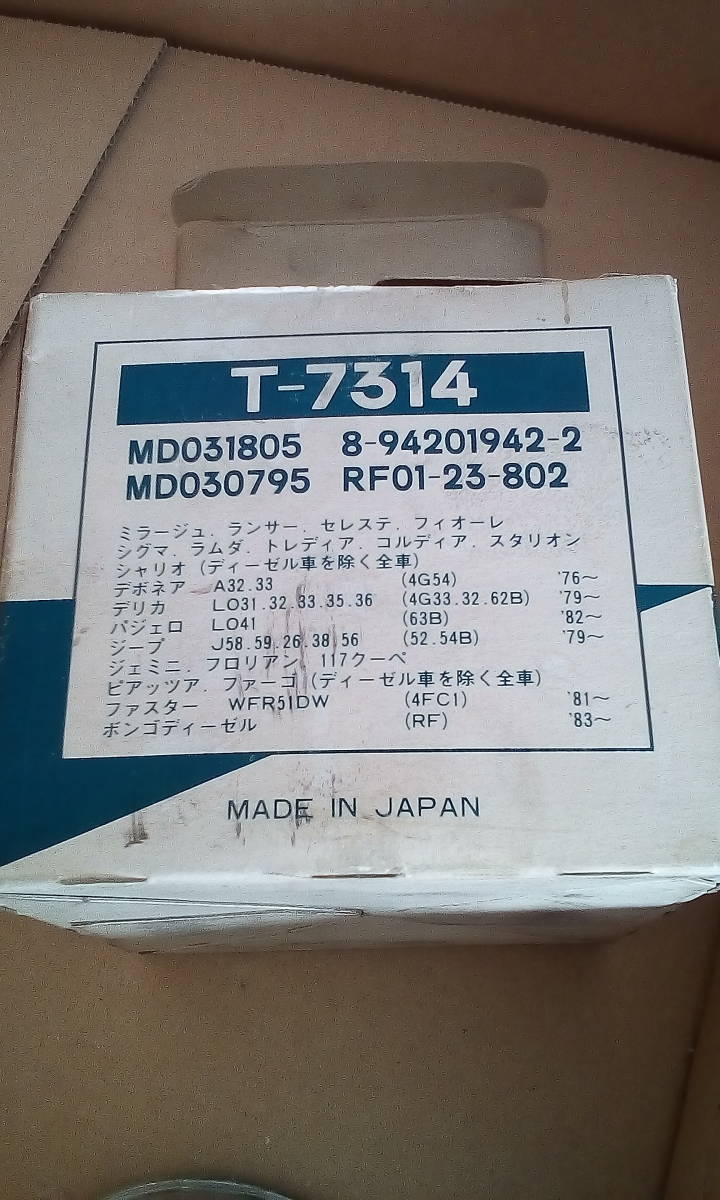 T-7314
MD031805 8-94201942-2
MD030795 RF01-23-802
ミラージュ．ランサー．セレステ．フィオーレ
シグマ．ラムダ．トレディア．コルディア．スタリオン
シャリオ（ディーゼル車を除く全車）
デボネア A32.33 (4G54) '76～
デリカ LO31.32.33.35.36 (4G33.32.62B) '79～
パジェロ LO41 (63B) '82～
ジープ J58.59.26.38.56 (52.54B) '79～
ジェミニ．フロリアン．117クーペ
ピアッツア．ファーゴ（ディーゼル車を除く全車）
ファスター WFR51DW (4FC1) '81～
ボンゴディーゼル (RF) '83～
MADE IN JAPAN